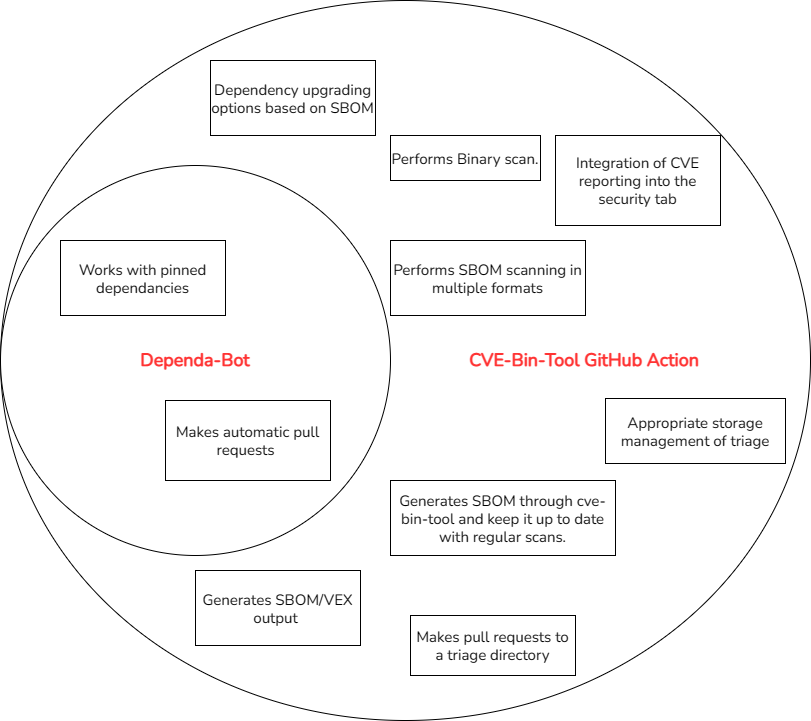 Dependency upgrading
options based on SBOM
Performs Binary scan.
Integration of CVE
reporting into the
security tab
Works with pinned
dependancies
Performs SBOM scanning in
multiple formats
Dependa-Bot
CVE-Bin-Tool GitHub Action
Makes automatic pull
requests
Appropriate storage
management of triage
Generates SBOM through cve-
bin-tool and keep it up to date
with regular scans.
Generates SBOM/VEX
output
Makes pull requests to
a triage directory